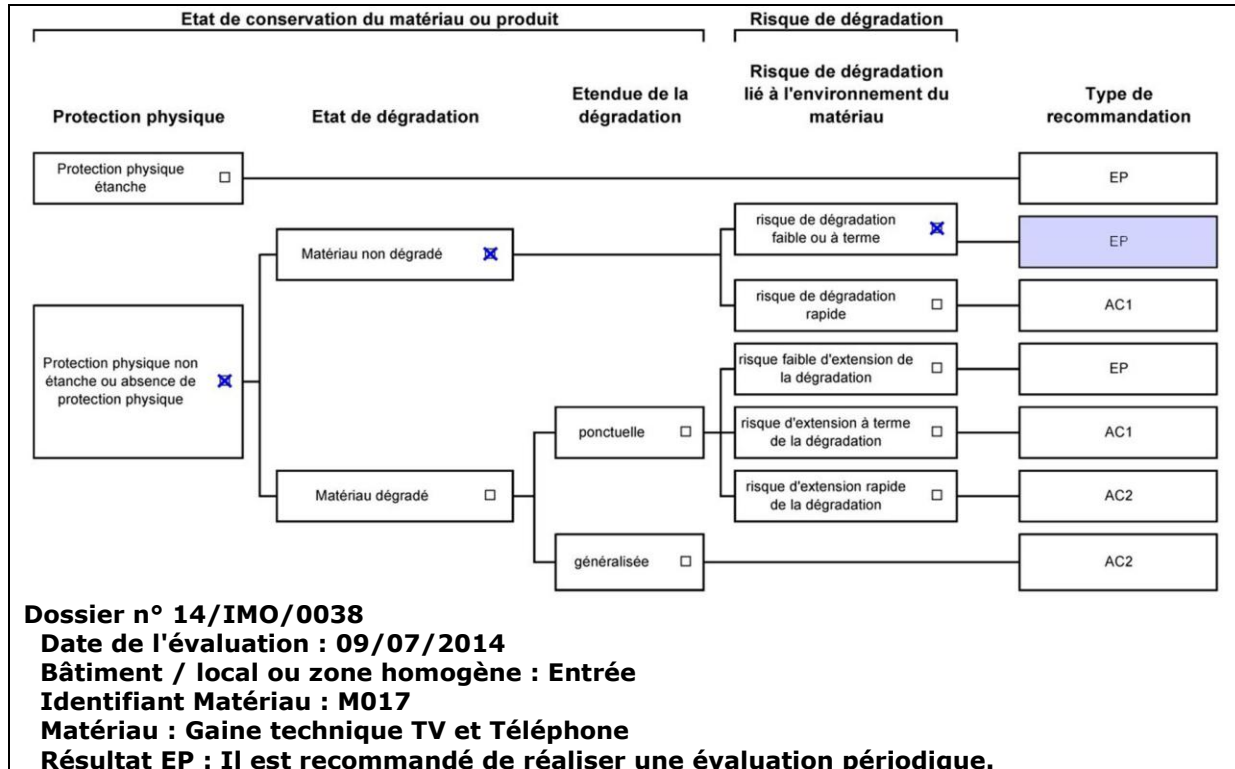 Etat de conservation du matériau ou produit
Risque de dégradation
Protection physique
Etat de dégradation
Etendue de la
dégradation
Risque de dégradation
lié à l'environnement du
matériau
Type de
recommandation
Protection physique
étanche
EP
risque de dégradation
faible ou à terme
EP
Matériau non dégradé
risque de dégradation
rapide
AC1
Protection physique non
étanche ou absence de
protection physique
risque faible d'extension de
la dégradation
EP
ponctuelle
risque d'extension à terme
de la dégradation
AC1
Matériau dégradé
risque d'extension rapide
de la dégradation
AC2
généralisée
AC2
Dossier n° 14/IMO/0038
Date de l'évaluation : 09/07/2014
Bâtiment / local ou zone homogène : Entrée
Identifiant Matériau : M017
Matériau : Gaine technique TV et Téléphone
Résultat EP : Il est recommandé de réaliser une évaluation périodique.